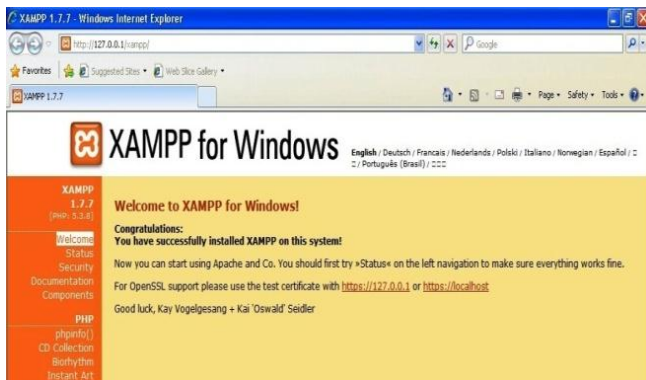 XAMPP 1.7.7 - Windows Internet Explorer
http://127.0.0.1/xampp/
Google
Favorites Suggested Sites Web Slice Gallery
XAMPP 1.7.7
Page Safety Tools
XAMPP for Windows
English / Deutsch / Francais / Nederlands / Polski / Italiano / Norwegian / Español /
/ Português (Brasil) /
XAMPP
1.7.7
[PHP: 5.3.8]
Welcome
Status
Security
Documentation
Components
PHP
phpinfo()
CD Collection
Biorhythm
Instant Art
Welcome to XAMPP for Windows!
Congratulations:
You have successfully installed XAMPP on this system!
Now you can start using Apache and Co. You should first try »Status« on the left navigation to make sure everything works fine.
For OpenSSL support please use the test certificate with https://127.0.0.1 or https://localhost
Good luck, Kay Vogelgesang + Kai 'Oswald' Seidler